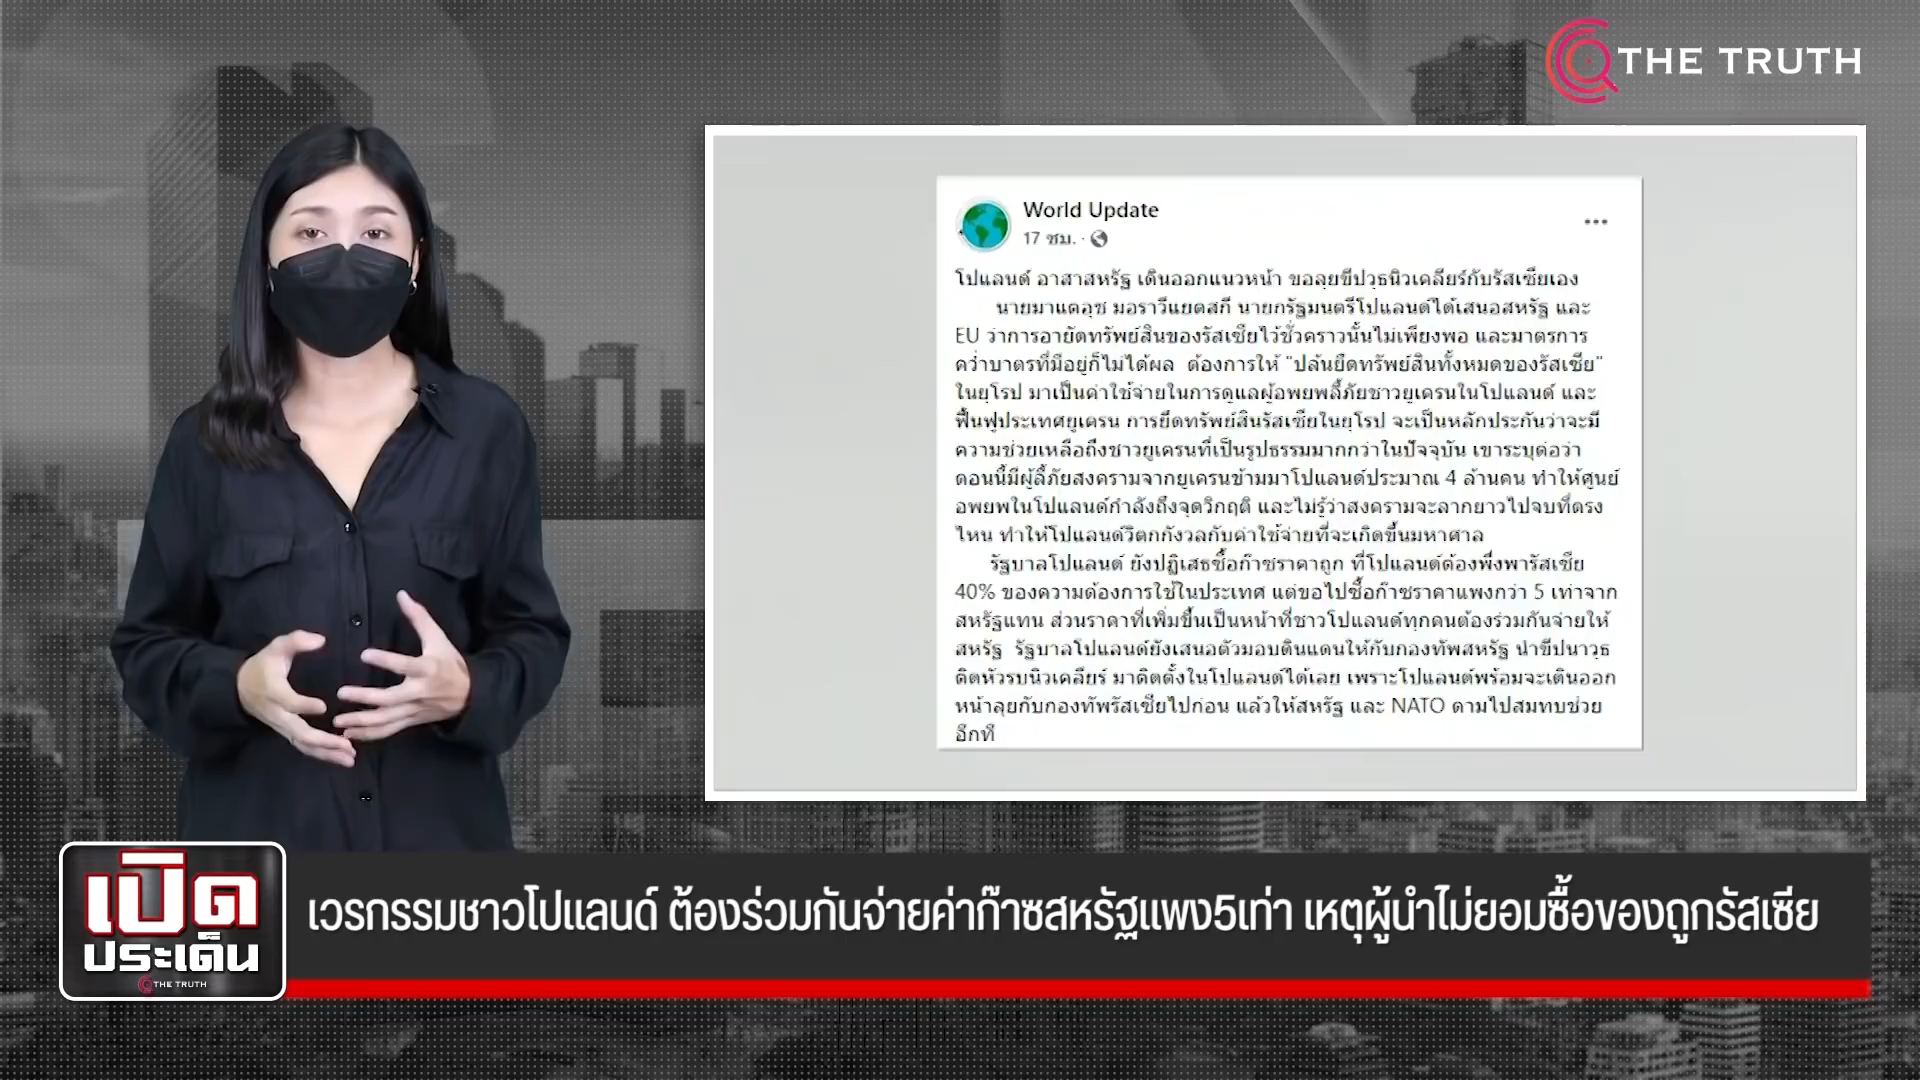 THE TRUTH
World Update
17 ชม.
โปแลนด์ อาสาสหรัฐ เดินออกแนวหน้า ขอลุยขีปวุธนิวเคลียร์กับรัสเซียเอง
นายมาแตอุซ มอราวีแยตสกี นายกรัฐมนตรีโปแลนด์ได้เสนอสหรัฐ และ
EU ว่าการอายัดทรัพย์สินของรัสเซียไว้ชั่วคราวนั้นไม่เพียงพอ และมาตรการ
คว่ำบาตรที่มีอยู่ก็ไม่ได้ผล ต้องการให้ "ปล้นยึดทรัพย์สินทั้งหมดของรัสเซีย"
ในยุโรป มาเป็นค่าใช้จ่ายในการดูแลผู้อพยพลี้ภัยชาวยูเครนในโปแลนด์ และ
ฟื้นฟูประเทศยูเครน การยึดทรัพย์สินรัสเซียในยุโรป จะเป็นหลักประกันว่าจะมี
ความช่วยเหลือถึงชาวยูเครนที่เป็นรูปธรรมมากกว่าในปัจจุบัน เขาระบุต่อว่า
ตอนนี้มีผู้ลี้ภัยสงครามจากยูเครนข้ามมาโปแลนด์ประมาณ 4 ล้านคน ทำให้ศูนย์
อพยพในโปแลนด์กำลังถึงจุดวิกฤติ และไม่รู้ว่าสงครามจะลากยาวไปจบที่ตรง
ไหน ทำให้โปแลนด์วิตกกังวลกับค่าใช้จ่ายที่จะเกิดขึ้นมหาศาล
รัฐบาลโปแลนด์ ยังปฏิเสธซื้อก๊าซราคาถูก ที่โปแลนด์ต้องพึ่งพารัสเซีย
40% ของความต้องการใช้ในประเทศ แต่ขอไปซื้อก๊าซราคาแพงกว่า 5 เท่าจาก
สหรัฐแทน ส่วนราคาที่เพิ่มขึ้นเป็นหน้าที่ชาวโปแลนด์ทุกคนต้องร่วมกันจ่ายให้
สหรัฐ รัฐบาลโปแลนด์ยังเสนอตัวมอบดินแดนให้กับกองทัพสหรัฐ นำขีปนาวุธ
ติดหัวรบนิวเคลียร์ มาติดตั้งในโปแลนด์ได้เลย เพราะโปแลนด์พร้อมจะเดินออก
หน้าลุยกับกองทัพรัสเซียไปก่อน แล้วให้สหรัฐ และ NATO ตามไปสมทบช่วย
อีกที
เปิด
ประเด็น
THE TRUTH
เวรกรรมชาวโปแลนด์ ต้องร่วมกันจ่ายค่าก๊าซสหรัฐแพง5เท่า เหตุผู้นำไม่ยอมซื้อของถูกรัสเซีย